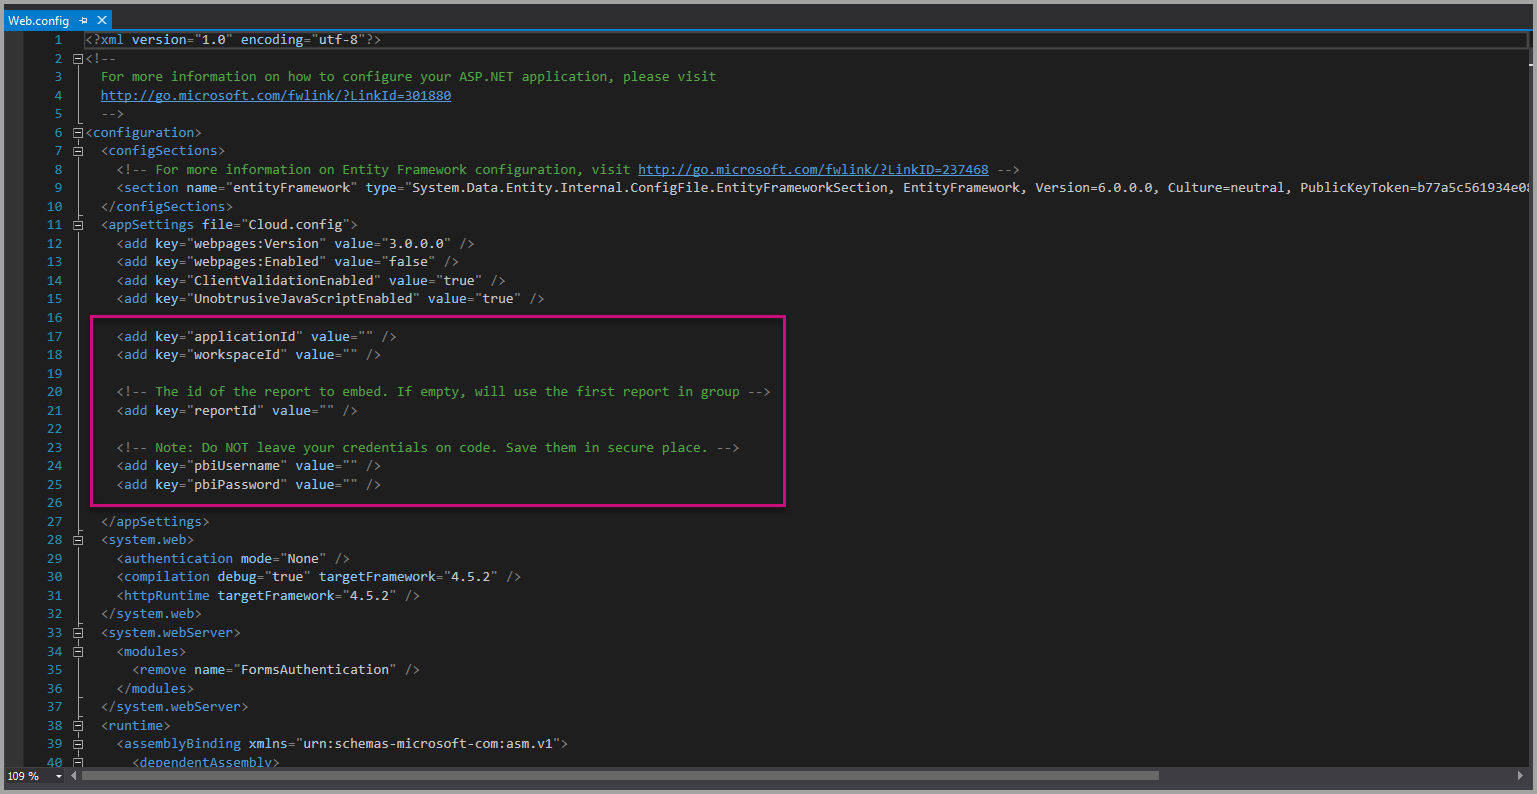 Web.config
1 <?xml version="1.0" encoding="utf-8"?>
2 <!--
3 For more information on how to configure your ASP.NET application, please visit
4 http://go.microsoft.com/fwlink/?LinkId=301880
5 -->
6 <configuration>
7 <configSections>
8 <!-- For more information on Entity Framework configuration, visit http://go.microsoft.com/fwlink/?LinkID=237468 -->
9 <section name="entityFramework" type="System.Data.Entity.Internal.ConfigFile.EntityFrameworkSection, EntityFramework, Version=6.0.0.0, Culture=neutral, PublicKeyToken=b77a5c561934e08
10 </configSections>
11 <appSettings file="Cloud.config">
12 <add key="webpages:Version" value="3.0.0.0" />
13 <add key="webpages:Enabled" value="false" />
14 <add key="ClientValidationEnabled" value="true" />
15 <add key="UnobtrusiveJavaScriptEnabled" value="true" />
16
17 <add key="applicationId" value="" />
18 <add key="workspaceId" value="" />
19
20 <!-- The id of the report to embed. If empty, will use the first report in group -->
21 <add key="reportId" value="" />
22
23 <!-- Note: Do NOT leave your credentials on code. Save them in secure place. -->
24 <add key="pbiUsername" value="" />
25 <add key="pbiPassword" value="" />
26
27 </appSettings>
28 <system.web>
29 <authentication mode="None" />
30 <compilation debug="true" targetFramework="4.5.2" />
31 <httpRuntime targetFramework="4.5.2" />
32 </system.web>
33 <system.webServer>
34 <modules>
35 <remove name="FormsAuthentication" />
36 </modules>
37 </system.webServer>
38 <runtime>
39 <assemblyBinding xmlns="urn:schemas-microsoft-com:asm.v1">
40 <dependentAssembly>
109 %